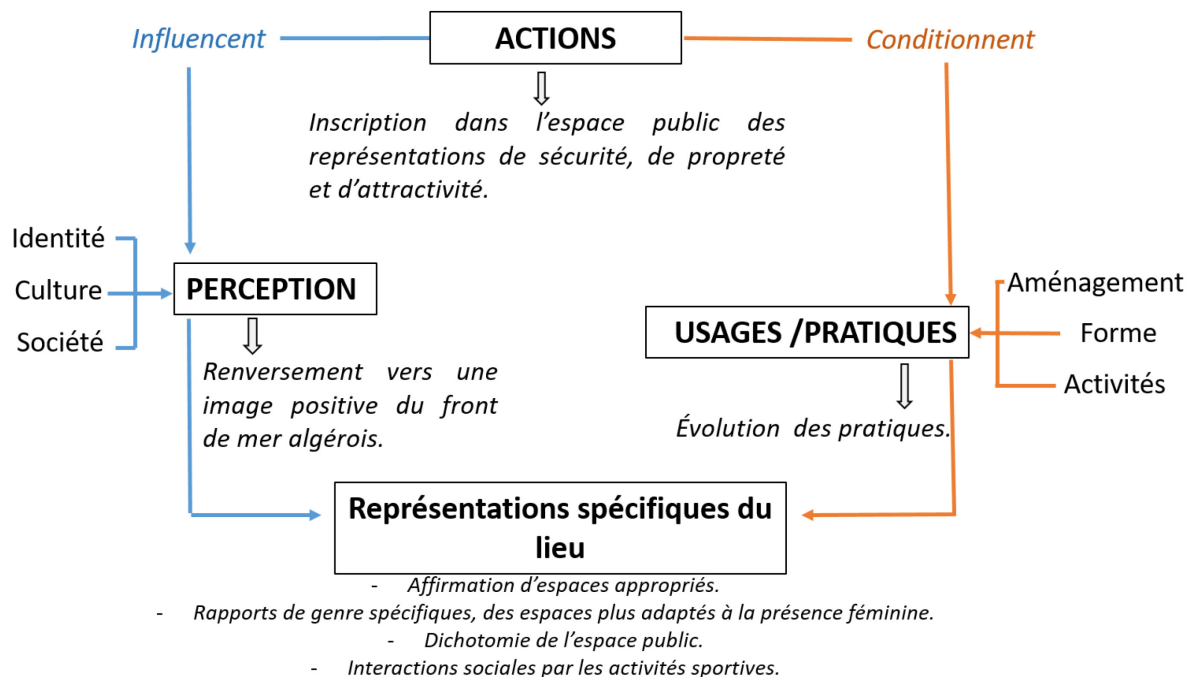 Influencent
ACTIONS
Conditionnent
Inscription dans l’espace public des
représentations de sécurité, de propreté
et d’attractivité.
Identité
Culture
Société
PERCEPTION
Renversement vers une
image positive du front
de mer algérois.
USAGES /PRATIQUES
Aménagement
Forme
Activités
Évolution des pratiques.
Représentations spécifiques du
lieu
- Affirmation d’espaces appropriés.
- Rapports de genre spécifiques, des espaces plus adaptés à la présence féminine.
- Dichotomie de l’espace public.
- Interactions sociales par les activités sportives.